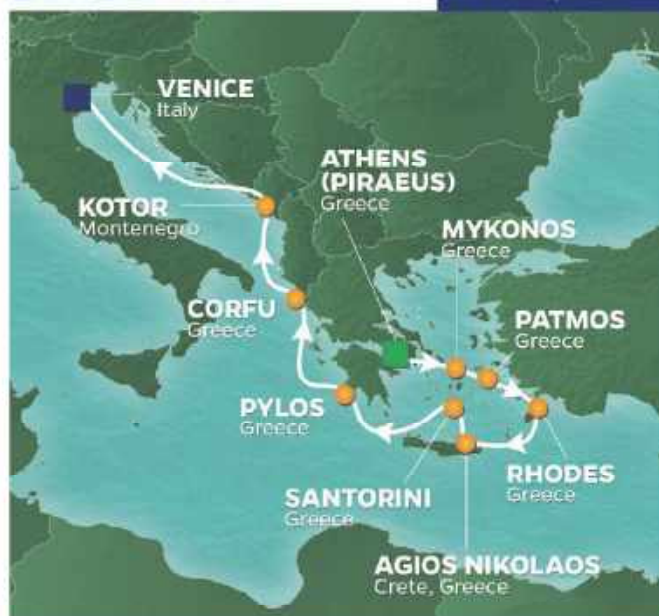 VENICE
Italy
ATHENS
(PIRAEUS)
Greece
KOTOR
Montenegro
MYKONOS
Greece
CORFU
Greece
PATMOS
Greece
PYLOS
Greece
RHODES
Greece
SANTORINI
Greece
AGIOS NIKOLAOS
Crete, Greece